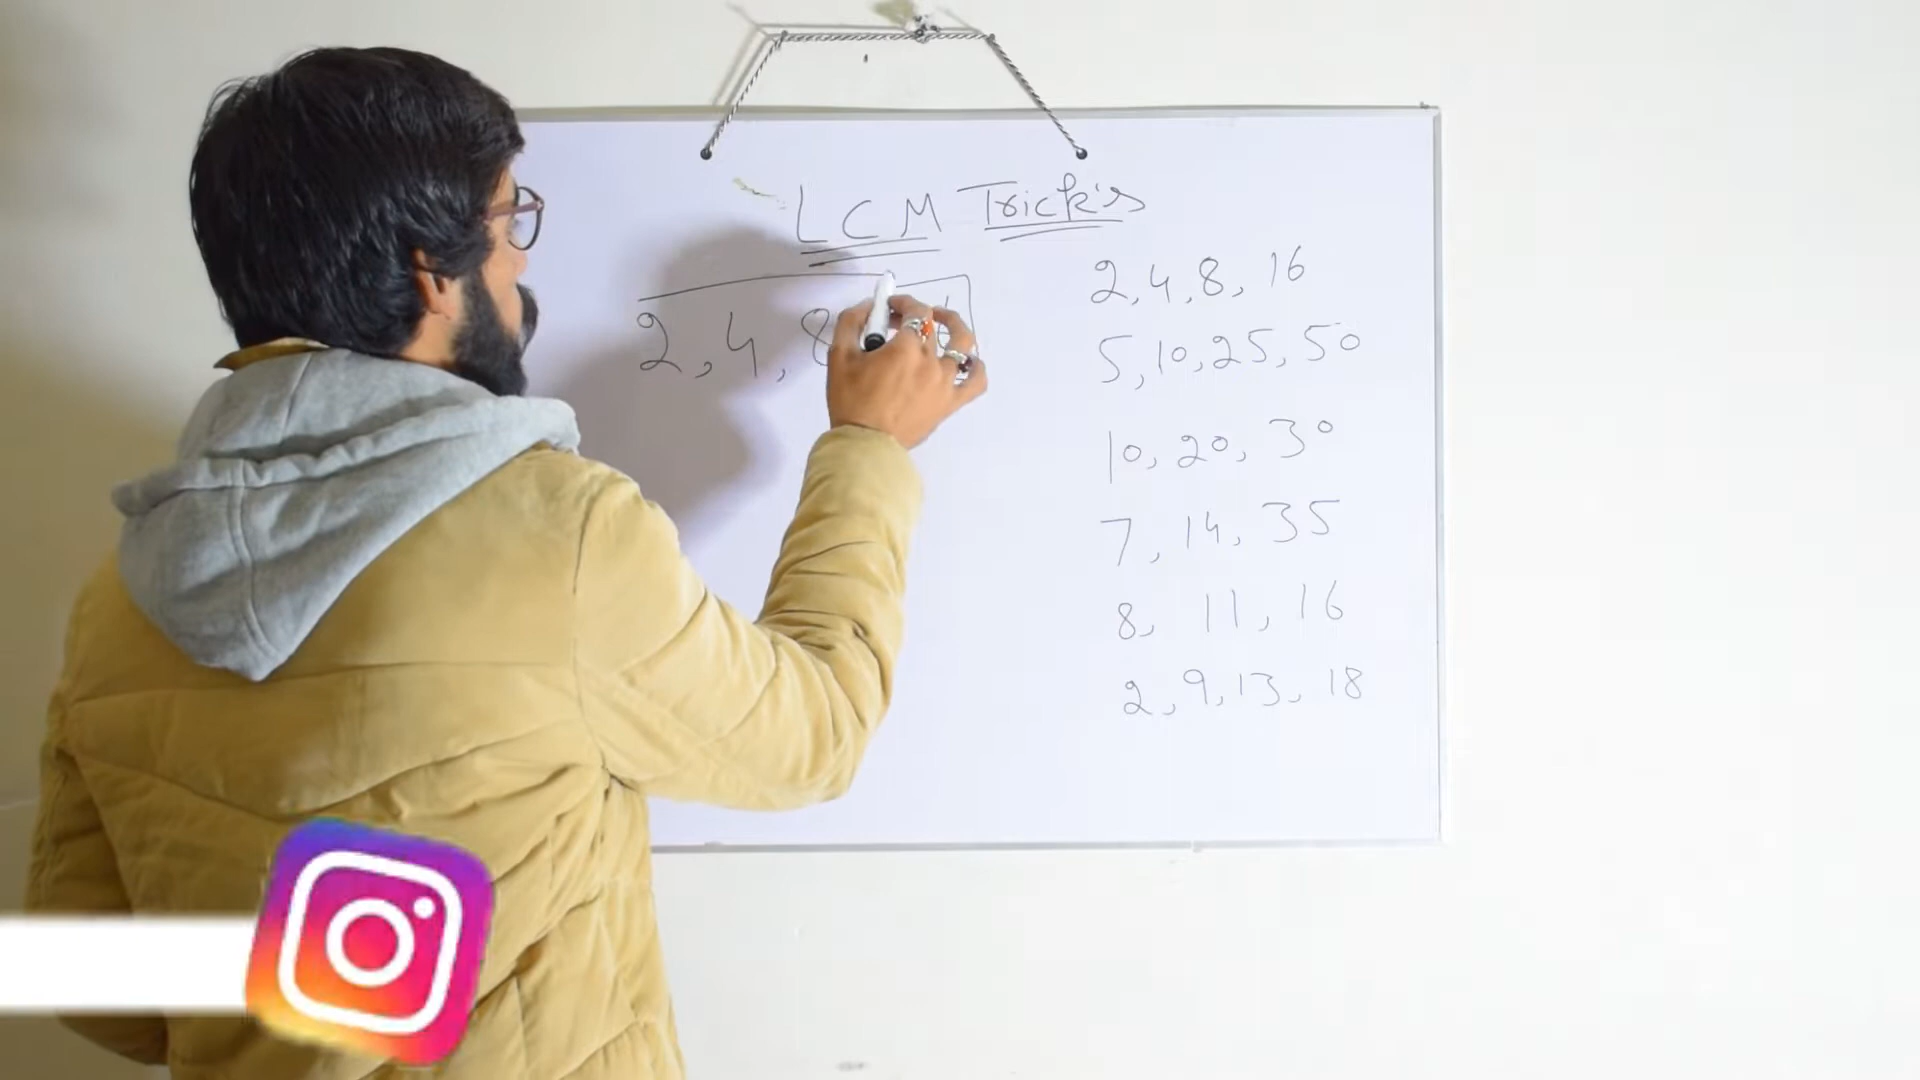 LCM Trick's
2, 4, 8
2, 4, 8, 16
5, 10, 25, 50
10, 20, 30
7, 14, 35
8, 11, 16
2, 9, 13, 18